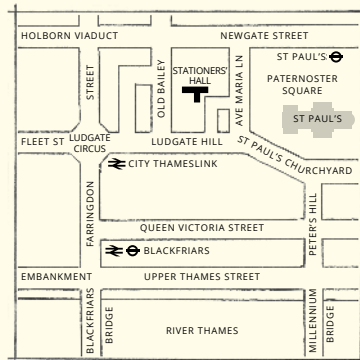 HOLBORN VIADUCT
NEWGATE STREET
ST PAUL'S
STREET
OLD BAILEY
STATIONERS'
HALL
AVE MARIA LN
PATERNOSTER
SQUARE
ST PAUL'S
FLEET ST
LUDGATE
CIRCUS
LUDGATE HILL
ST PAUL'S CHURCHYARD
CITY THAMESLINK
FARRINGDON
PETER'S HILL
QUEEN VICTORIA STREET
BLACKFRIARS
EMBANKMENT
UPPER THAMES STREET
BLACKFRIARS
BRIDGE
RIVER THAMES
MILLENNIUM
BRIDGE